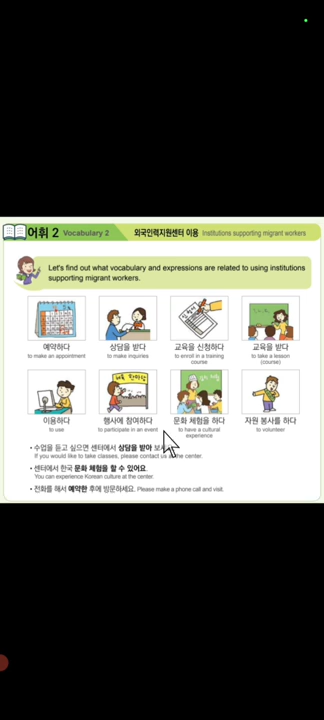 어휘 2 Vocabulary 2
외국인력지원센터 이용 Institutions supporting migrant workers
Let's find out what vocabulary and expressions are related to using institutions
supporting migrant workers.
예약하다
to make an appointment
상담을 받다
to make inquiries
교육을 신청하다
to enroll in a training
course
교육을 받다
to take a lesson
(course)
이용하다
to use
행사에 참여하다
to participate in an event
문화 체험을 하다
to have a cultural
experience
자원 봉사를 하다
to volunteer
• 수업을 듣고 싶으면 센터에서 상담을 받아
If you would like to take classes, please contact us at the center.
• 센터에서 한국 문화 체험을 할 수 있어요.
You can experience Korean culture at the center.
• 전화를 해서 예약한 후에 방문하세요. Please make a phone call and visit.